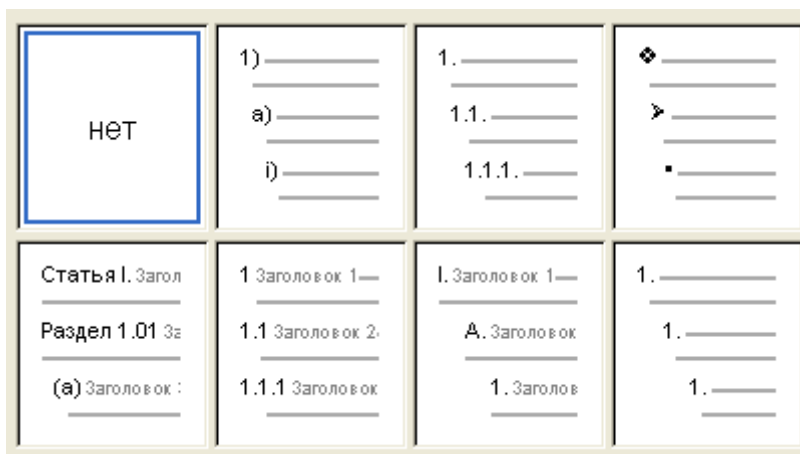 нет
1)
a)
i)
1.
1.1.
1.1.1.
Статья I. Загол
Раздел 1.01
(a) Заголовок
1 Заголовок 1
1.1 Заголовок 2
1.1.1 Заголовок
I. Заголовок 1
A. Заголовок
1. Заголов
1.
1.
1.